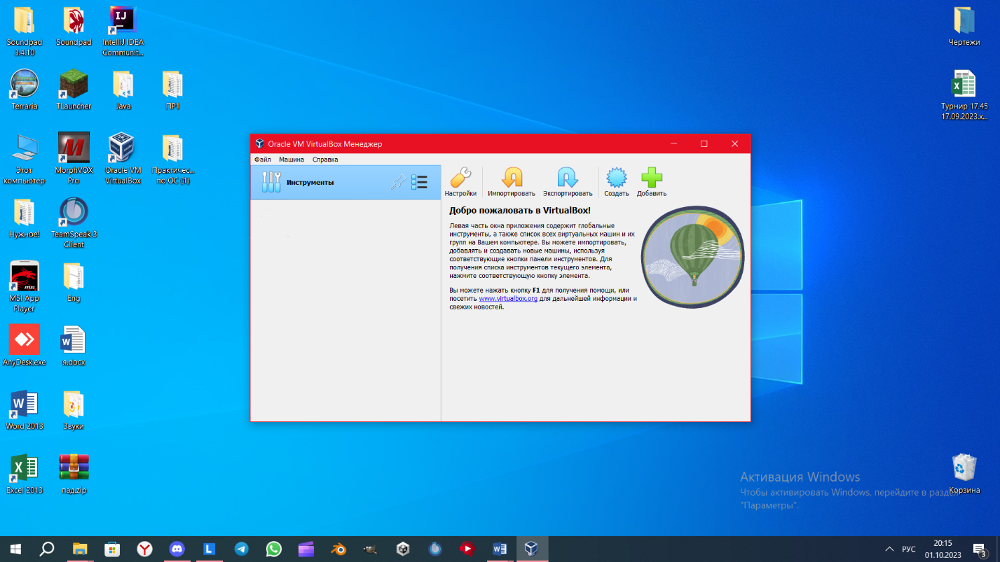 Soundpad
3.4.10
Soundpad
IntelliJ IDEA
Communit...
Terraria
TLauncher
Java
ПР1
Этот
компьютер
MorphVOX
Pro
Oracle VM
VirtualBox
Практичес...
по ОС (1)
Нужное!
TeamSpeak 3
Client
MSI App
Player
Eng
AnyDesk.exe
я.docx
Word 2013
Звуки
Excel 2013
пад.zip
Oracle VM VirtualBox Менеджер
Файл Машина Справка
Инструменты
Настройки Импортировать Экспортировать Создать Добавить
Добро пожаловать в VirtualBox!
Левая часть окна приложения содержит глобальные
инструменты, а также список всех виртуальных машин и их
групп на Вашем компьютере. Вы можете импортировать,
добавлять и создавать новые машины, используя
соответствующие кнопки панели инструментов. Для
получения списка инструментов текущего элемента,
нажмите соответствующую кнопку элемента.
Вы можете нажать кнопку F1 для получения помощи, или
посетить www.virtualbox.org для дальнейшей информации и
свежих новостей.
Чертежи
Турнир 17.45
17.09.2023.x...
Активация Windows
Чтобы активировать Windows, перейдите в раздел
"Параметры".
Корзина
РУС
20:15
01.10.2023
3